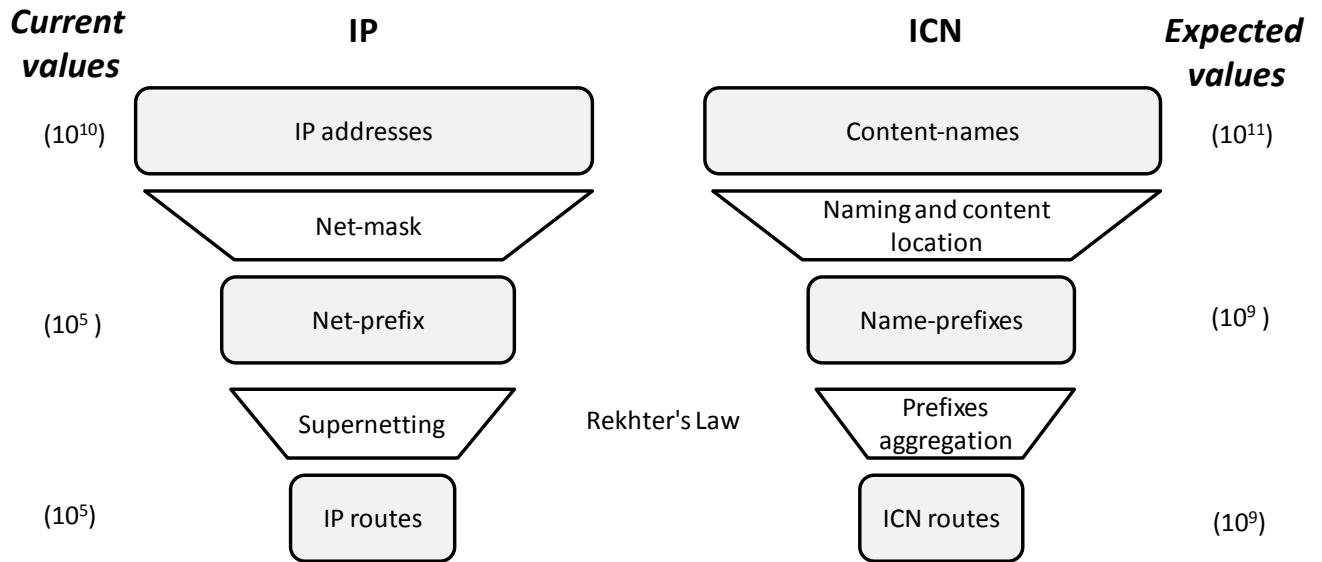 Current values
IP
ICN
Expected values
(10¹⁰)
IP addresses
Content-names
(10¹¹)
Net-mask
Naming and content
location
(10⁵ )
Net-prefix
Name-prefixes
(10⁹ )
Supernetting
Rekhter's Law
Prefixes
aggregation
(10⁵)
IP routes
ICN routes
(10⁹)